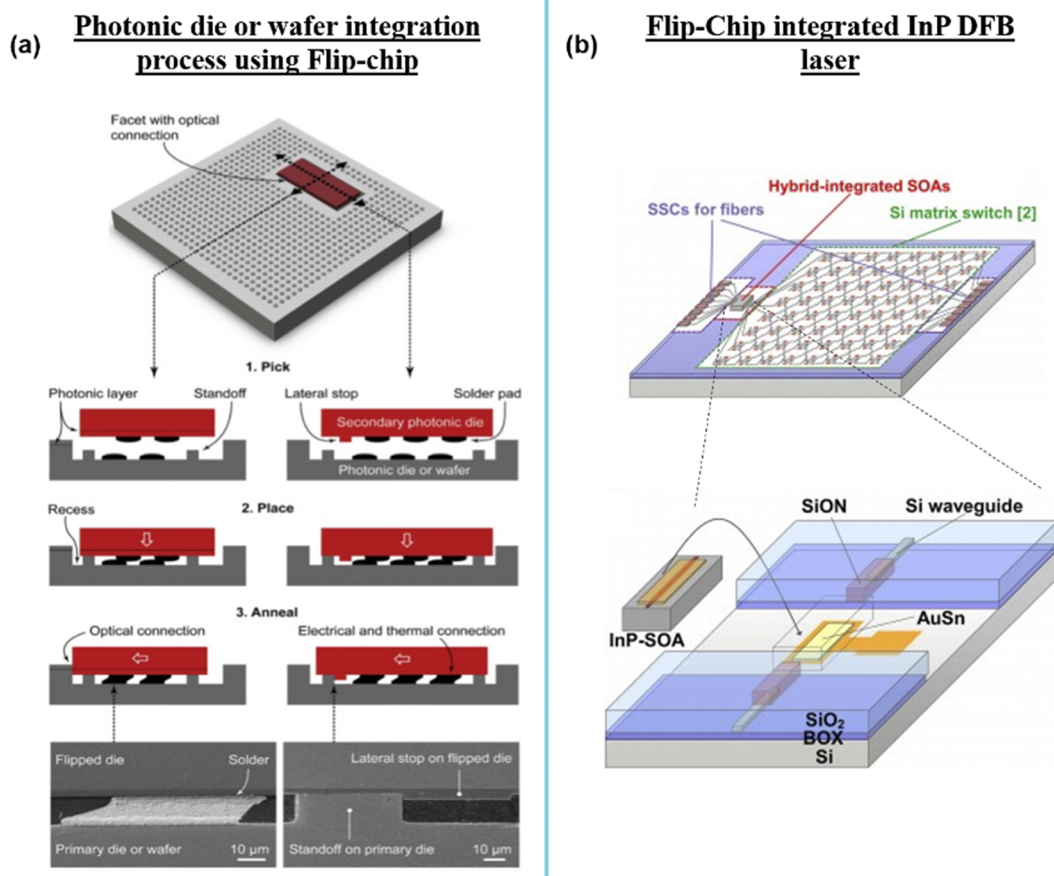 (a)
Photonic die or wafer integration
process using Flip-chip
Facet with optical
connection
1. Pick
Photonic layer
Standoff
Lateral stop
Solder pad
Secondary photonic die
Photonic die or wafer
Recess
2. Place
3. Anneal
Optical connection
Electrical and thermal connection
Flipped die
Solder
Primary die or wafer
10 µm
Lateral stop on flipped die
Standoff on primary die
10 µm
(b)
Flip-Chip integrated InP DFB
laser
Hybrid-integrated SOAs
SSCs for fibers
Si matrix switch [2]
SiON
Si waveguide
InP-SOA
AuSn
SiO₂
BOX
Si